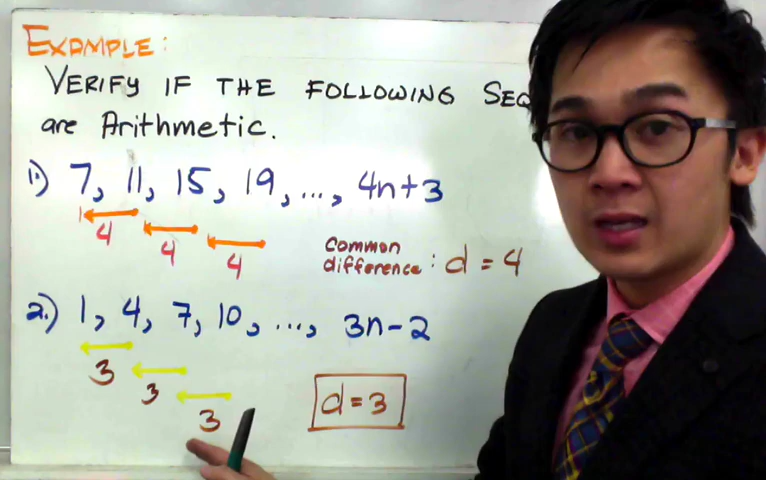 EXAMPLE:
VERIFY IF THE FOLLOWING SEQ
are Arithmetic.
1.) 7, 11, 15, 19, ..., 4n+3
4 4 4
Common
difference: d = 4
2.) 1, 4, 7, 10, ..., 3n-2
3 3 3
d = 3